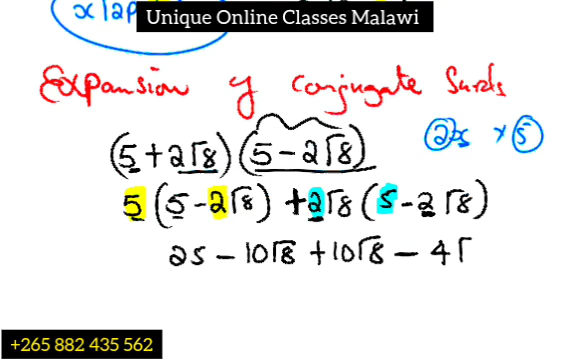 Unique Online Classes Malawi
Expansion of Conjugate Surds
(5 + 2√8) (5 - 2√8)
2x × 5
5 (5 - 2√8) + 2√8 (5 - 2√8)
25 - 10√8 + 10√8 - 4√
+265 882 435 562